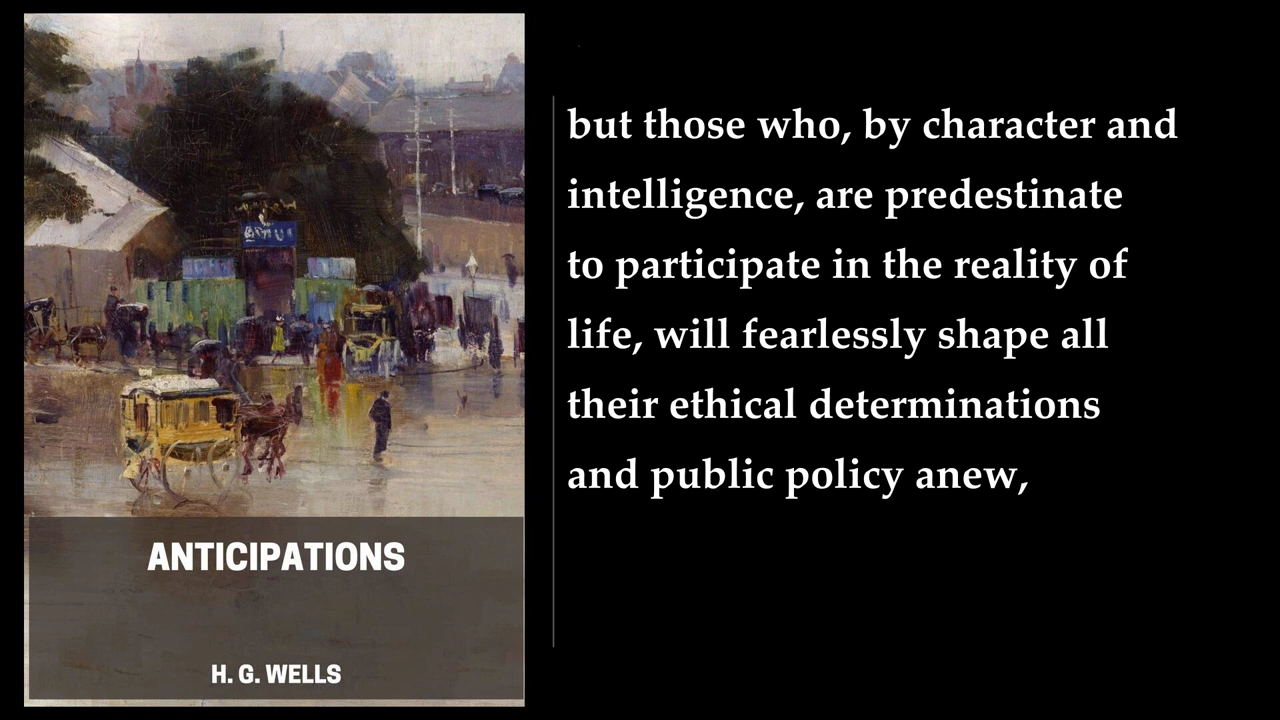 but those who, by character and
intelligence, are predestinate
to participate in the reality of
life, will fearlessly shape all
their ethical determinations
and public policy anew,
ANTICIPATIONS
H. G. WELLS